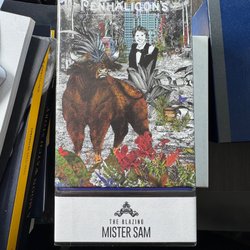 PENHALIGON'S
THE BLAZING
MISTER SAM